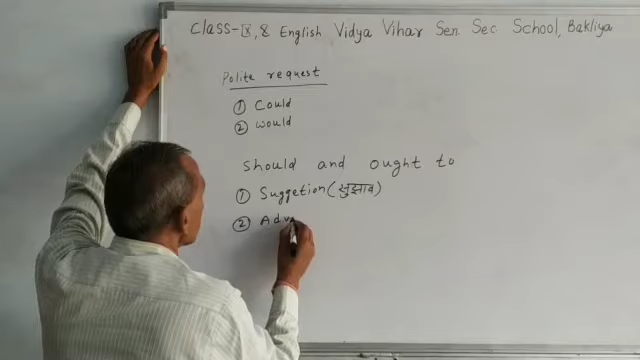 Class-IX, 8 English Vidya Vihar Sen. Sec. School, Bakliya
Polite request
① Could
② Would
Should and ought to
① Suggetion (सुझाव)
② Adv